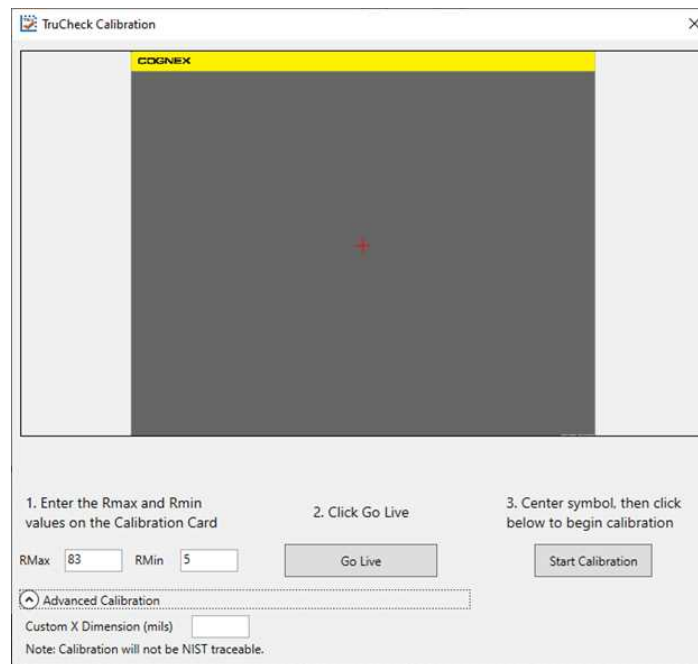 TruCheck Calibration
COGNEX
1. Enter the Rmax and Rmin
values on the Calibration Card
2. Click Go Live
3. Center symbol, then click
below to begin calibration
RMax 83 RMin 5 Go Live Start Calibration
Advanced Calibration
Custom X Dimension (mils)
Note: Calibration will not be NIST traceable.